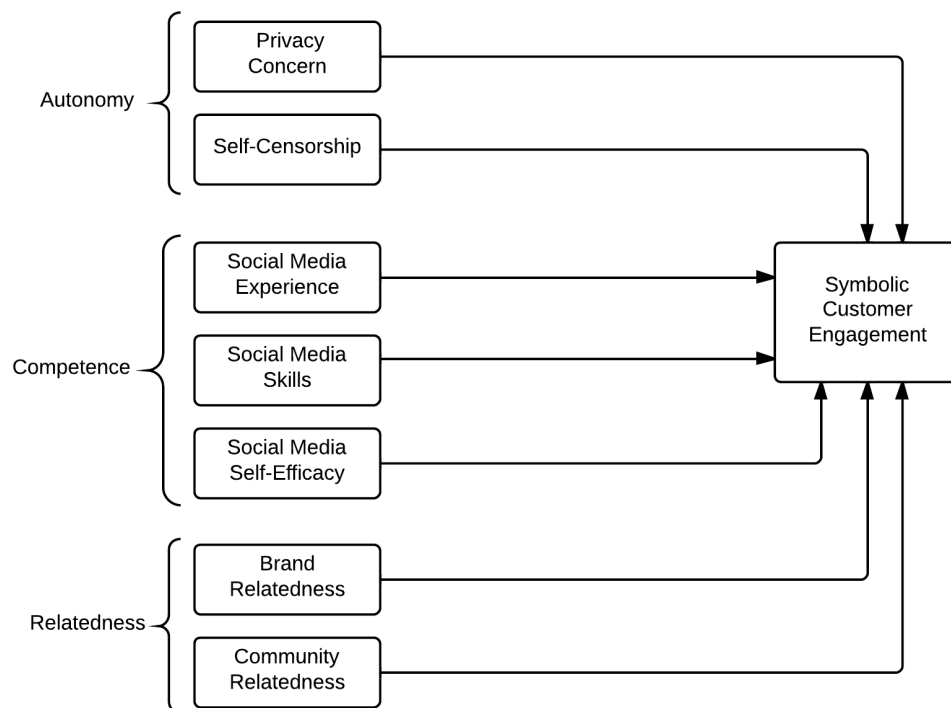 Autonomy
Privacy
Concern
Self-Censorship
Competence
Social Media
Experience
Social Media
Skills
Social Media
Self-Efficacy
Relatedness
Brand
Relatedness
Community
Relatedness
Symbolic
Customer
Engagement